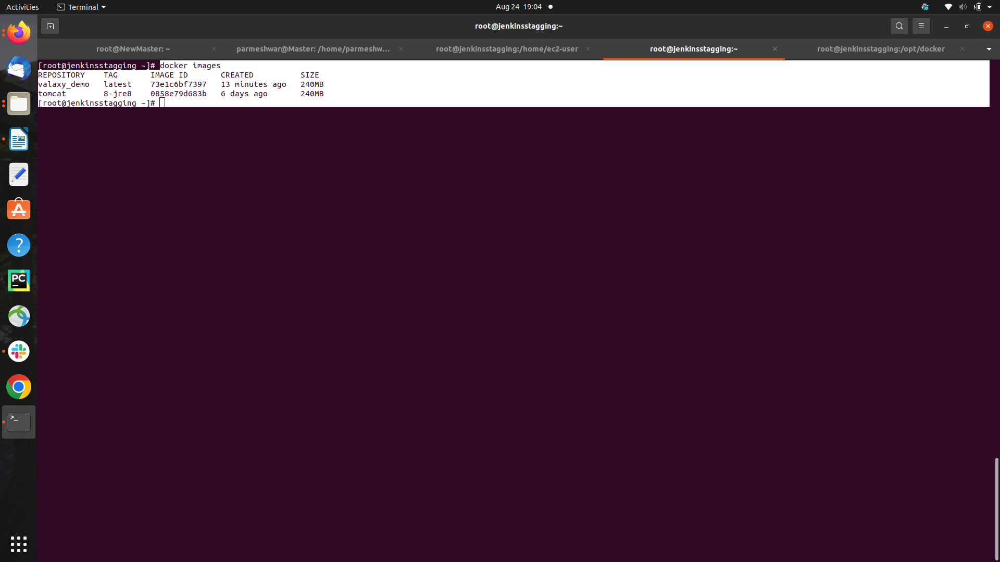 Activities Terminal Aug 24 19:04
root@jenkinsstagging:~
root@NewMaster: ~ parmeshwar@Master: /home/parmeshw... root@jenkinsstagging:/home/ec2-user root@jenkinsstagging:~ root@jenkinsstagging:/opt/docker
[root@jenkinsstagging ~]# docker images
REPOSITORY TAG IMAGE ID CREATED SIZE
valaxy_demo latest 73e1c6bf7397 13 minutes ago 240MB
tomcat 8-jre8 0858e79d683b 6 days ago 240MB
[root@jenkinsstagging ~]#
?
PC
>_